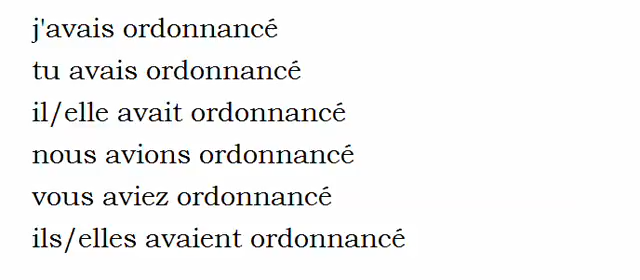 j'avais ordonnancé
tu avais ordonnancé
il/elle avait ordonnancé
nous avions ordonnancé
vous aviez ordonnancé
ils/elles avaient ordonnancé